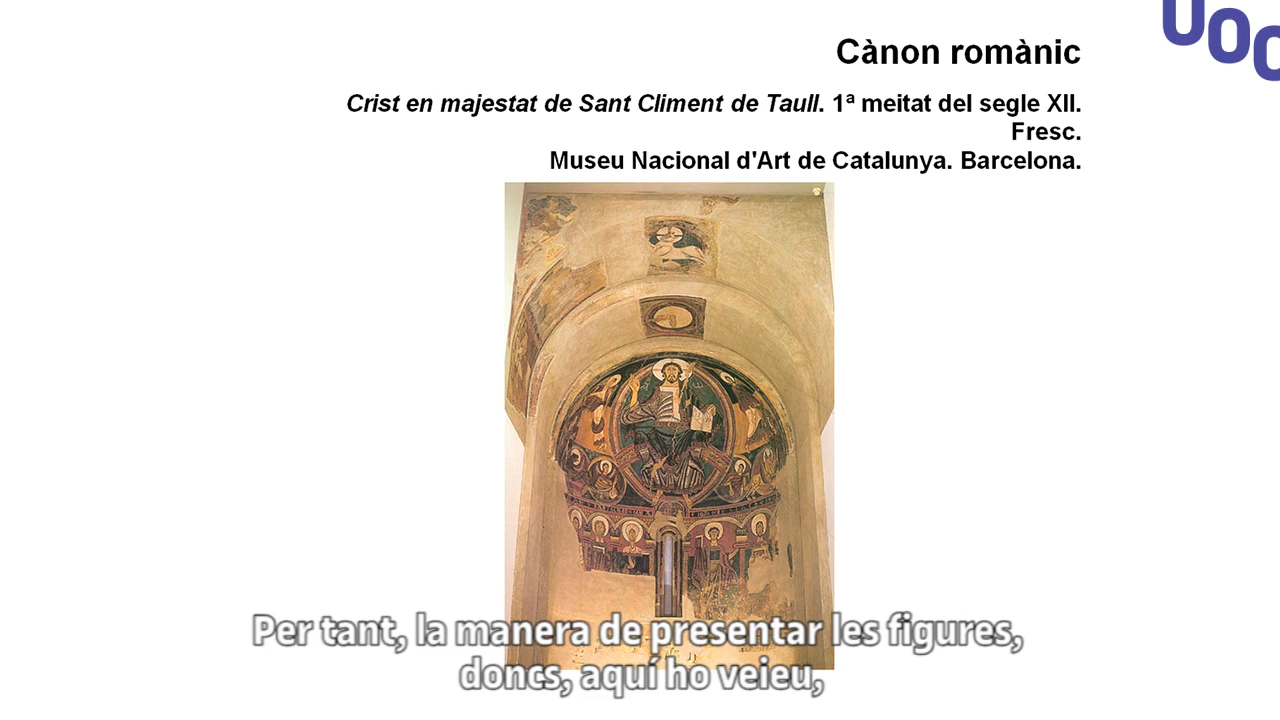 UOC
Cànon romànic
Crist en majestat de Sant Climent de Taull. 1ª meitat del segle XII.
Fresc.
Museu Nacional d'Art de Catalunya. Barcelona.
Per tant, la manera de presentar les figures,
doncs, aquí ho veieu,